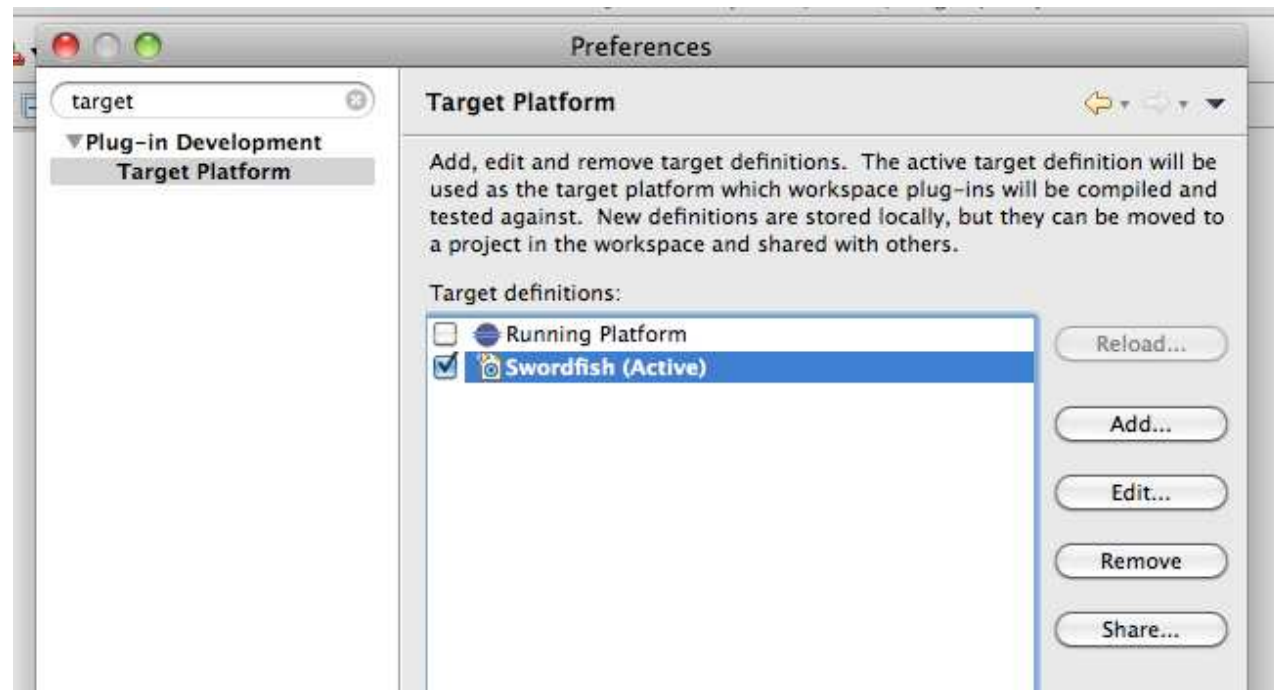 Preferences
target
Plug-in Development
Target Platform
Target Platform
Add, edit and remove target definitions.  The active target definition will be
used as the target platform which workspace plug-ins will be compiled and
tested against.  New definitions are stored locally, but they can be moved to
a project in the workspace and shared with others.
Target definitions:
Running Platform
Swordfish (Active)
Reload...
Add...
Edit...
Remove
Share...